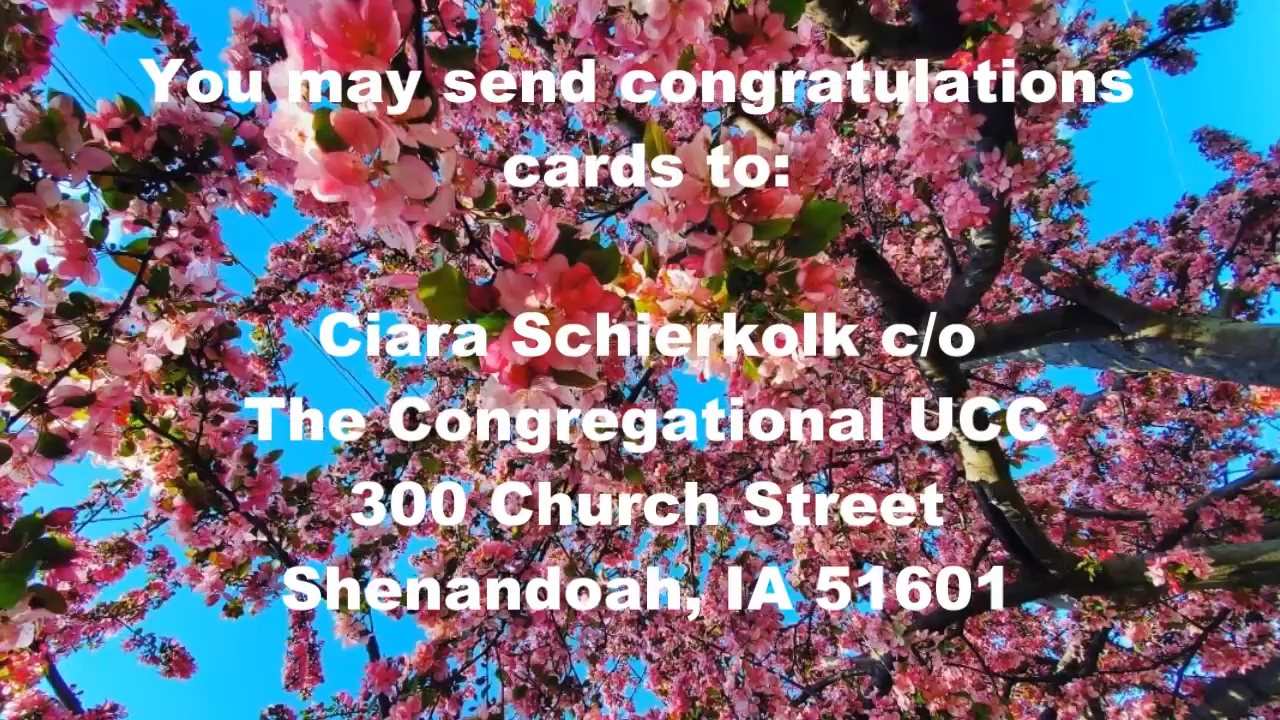 You may send congratulations
cards to:
Ciara Schierkolk c/o
The Congregational UCC
300 Church Street
Shenandoah, IA 51601